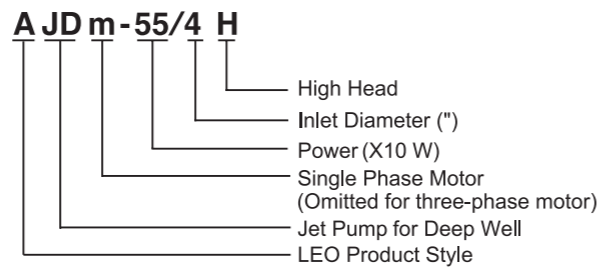 A JD m-55/4 H
High Head
Inlet Diameter (")
Power (X10 W)
Single Phase Motor
(Omitted for three-phase motor)
Jet Pump for Deep Well
LEO Product Style